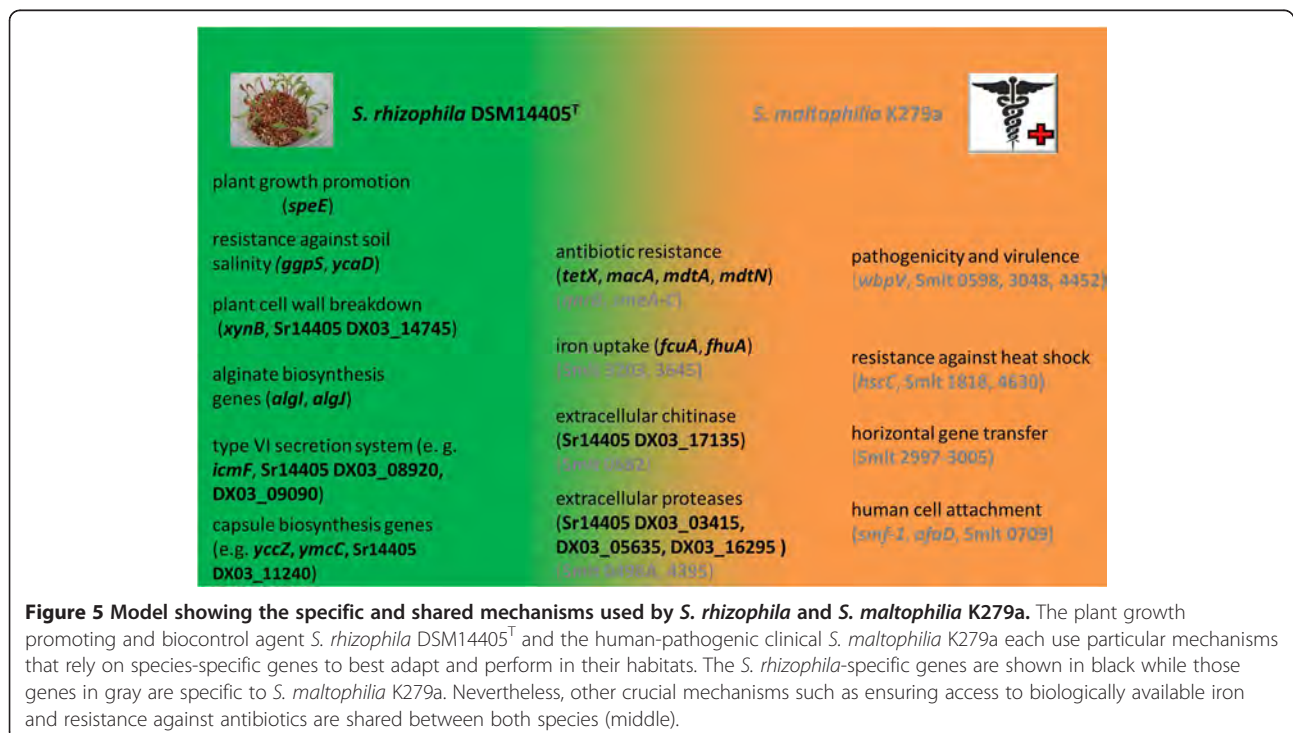 S. rhizophila DSM14405ᵀ
S. maltophilia K279a
plant growth promotion
(speE)
resistance against soil
salinity (ggpS, ycaD)
plant cell wall breakdown
(xynB, Sr14405 DX03_14745)
alginate biosynthesis
genes (algI, algJ)
type VI secretion system (e. g.
icmF, Sr14405 DX03_08920,
DX03_09090)
capsule biosynthesis genes
(e.g. yccZ, ymcC, Sr14405
DX03_11240)
antibiotic resistance
(tetX, macA, mdtA, mdtN)
iron uptake (fcuA, fhuA)
3645)
extracellular chitinase
(Sr14405 DX03_17135)
extracellular proteases
(Sr14405 DX03_03415,
DX03_05635, DX03_16295 )
4395)
pathogenicity and virulence
(wbpV, Smlt 0598, 3048, 4452)
resistance against heat shock
(hscC, Smlt 1818, 4630)
horizontal gene transfer
(Smlt 2997-3005)
human cell attachment
(smf-1, afaD, Smlt 0709)
Figure 5 Model showing the specific and shared mechanisms used by S. rhizophila and S. maltophilia K279a. The plant growth
promoting and biocontrol agent S. rhizophila DSM14405ᵀ and the human-pathogenic clinical S. maltophilia K279a each use particular mechanisms
that rely on species-specific genes to best adapt and perform in their habitats. The S. rhizophila-specific genes are shown in black while those
genes in gray are specific to S. maltophilia K279a. Nevertheless, other crucial mechanisms such as ensuring access to biologically available iron
and resistance against antibiotics are shared between both species (middle).